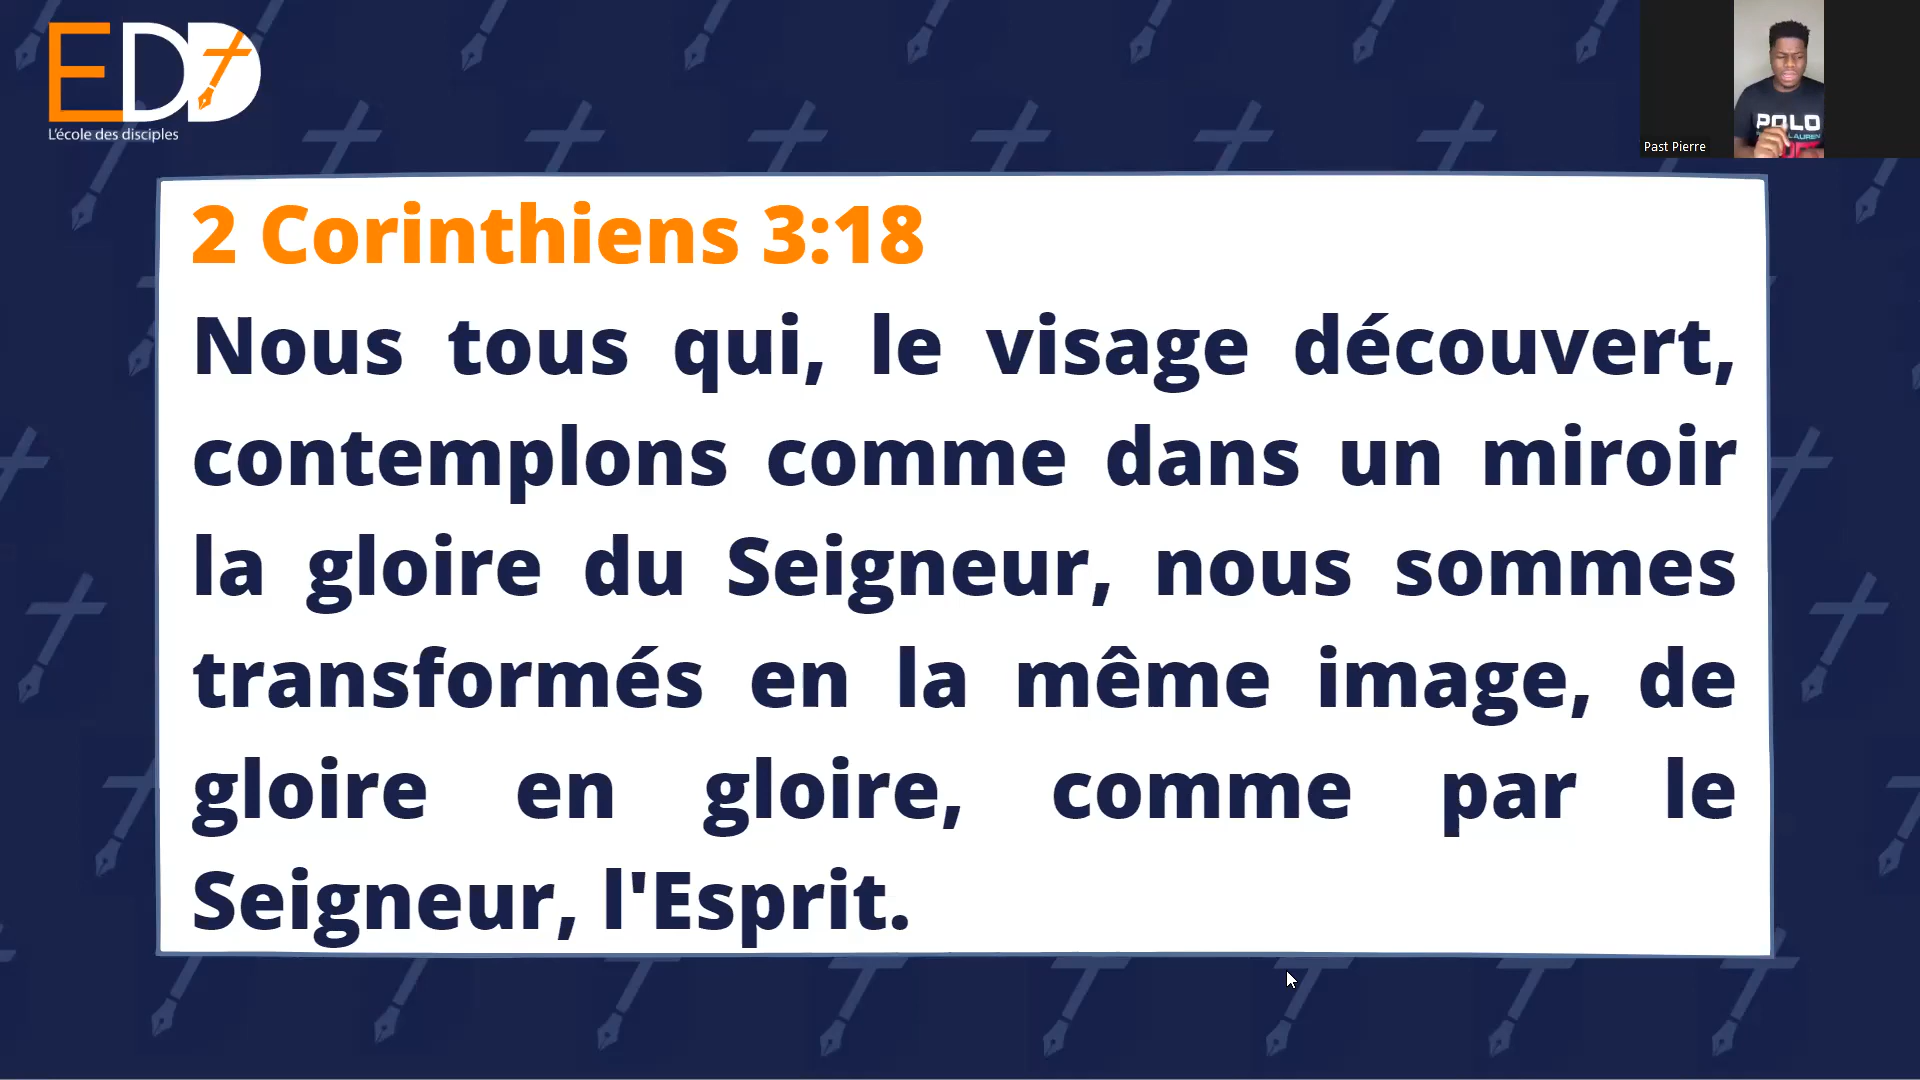 EDD
L'école des disciples
POLO
LAUREN
Past Pierre
2 Corinthiens 3:18
Nous tous qui, le visage découvert,
contemplons comme dans un miroir
la gloire du Seigneur, nous sommes
transformés en la même image, de
gloire en gloire, comme par le
Seigneur, l'Esprit.